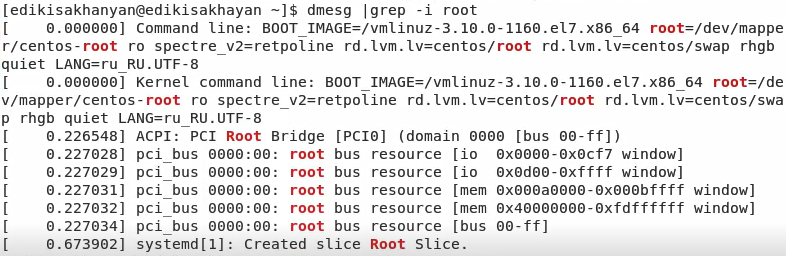 [edikisakhanyan@edikisakhayan ~]$ dmesg |grep -i root
[    0.000000] Command line: BOOT_IMAGE=/vmlinuz-3.10.0-1160.el7.x86_64 root=/dev/mappe
r/centos-root ro spectre_v2=retpoline rd.lvm.lv=centos/root rd.lvm.lv=centos/swap rhgb
quiet LANG=ru_RU.UTF-8
[    0.000000] Kernel command line: BOOT_IMAGE=/vmlinuz-3.10.0-1160.el7.x86_64 root=/de
v/mapper/centos-root ro spectre_v2=retpoline rd.lvm.lv=centos/root rd.lvm.lv=centos/swa
p rhgb quiet LANG=ru_RU.UTF-8
[    0.226548] ACPI: PCI Root Bridge [PCI0] (domain 0000 [bus 00-ff])
[    0.227028] pci_bus 0000:00: root bus resource [io  0x0000-0x0cf7 window]
[    0.227029] pci_bus 0000:00: root bus resource [io  0x0d00-0xffff window]
[    0.227031] pci_bus 0000:00: root bus resource [mem 0x000a0000-0x000bffff window]
[    0.227032] pci_bus 0000:00: root bus resource [mem 0x40000000-0xfdffffff window]
[    0.227034] pci_bus 0000:00: root bus resource [bus 00-ff]
[    0.673902] systemd[1]: Created slice Root Slice.